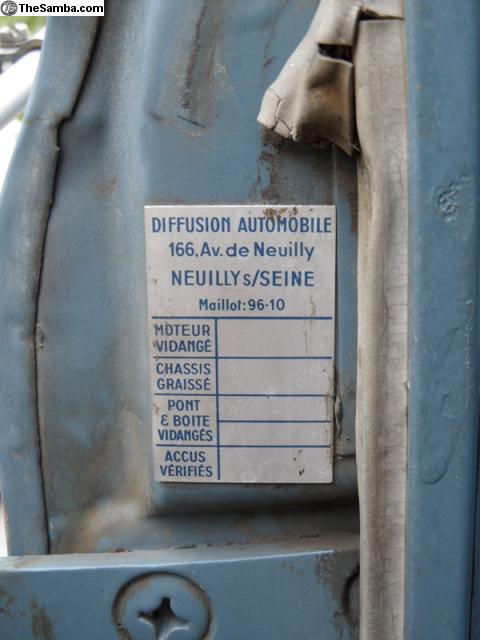 TheSamba.com
DIFFUSION AUTOMOBILE
166, Av. de Neuilly
NEUILLY s/SEINE
Maillot: 96-10
MOTEUR
VIDANGÉ
CHASSIS
GRAISSÉ
PONT
& BOITE
VIDANGÉS
ACCUS
VÉRIFIÉS